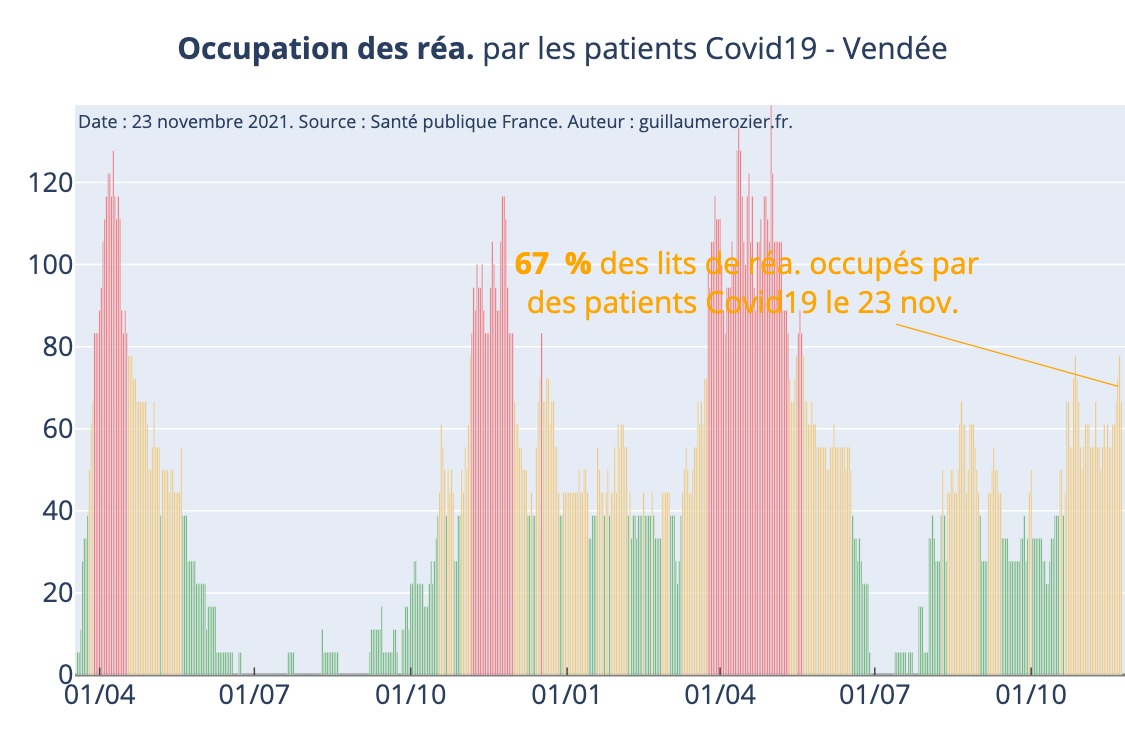 Occupation des réa. par les patients Covid19 - Vendée
Date : 23 novembre 2021. Source : Santé publique France. Auteur : guillaumerozier.fr.
120
100
80
60
40
20
0
67 % des lits de réa. occupés par
des patients Covid19 le 23 nov.
01/04 01/07 01/10 01/01 01/04 01/07 01/10